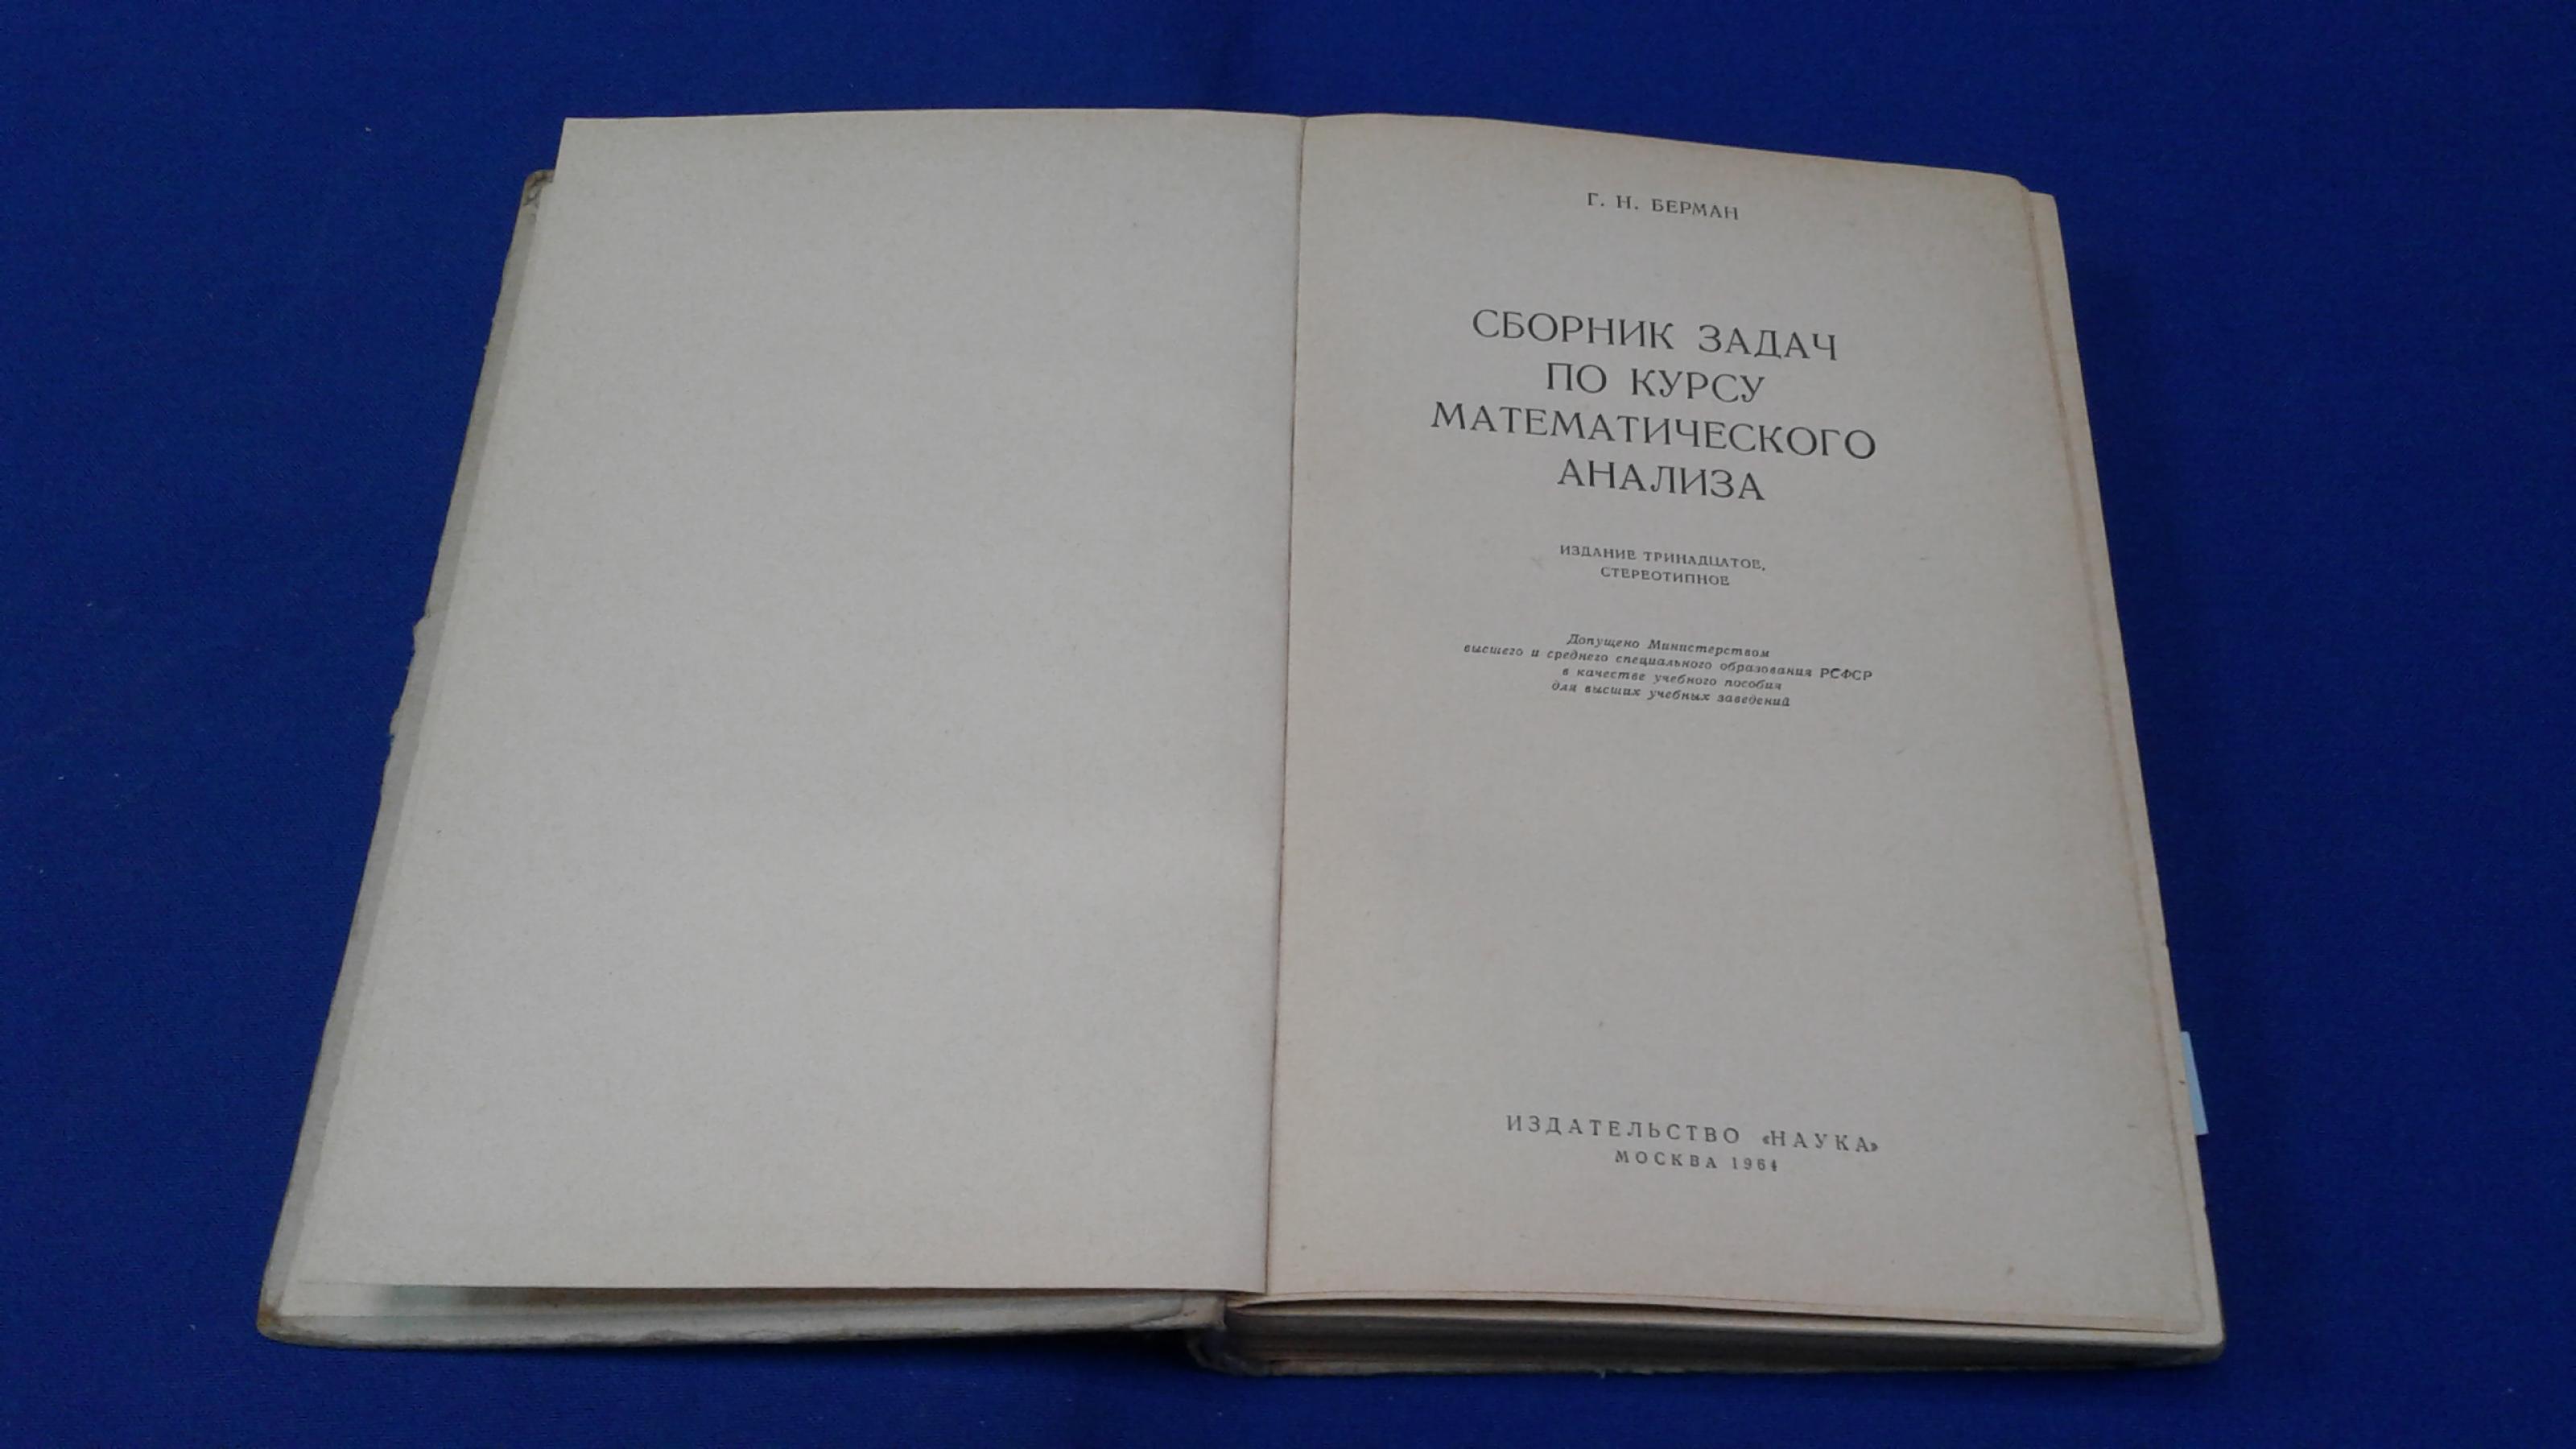 Г. Н. БЕРМАН
СБОРНИК ЗАДАЧ
ПО КУРСУ
МАТЕМАТИЧЕСКОГО
АНАЛИЗА
ИЗДАНИЕ ТРИНАДЦАТОЕ,
СТЕРЕОТИПНОЕ
Допущено Министерством
высшего и среднего специального образования РСФСР
в качестве учебного пособия
для высших учебных заведений
ИЗДАТЕЛЬСТВО «НАУКА»
МОСКВА 1964